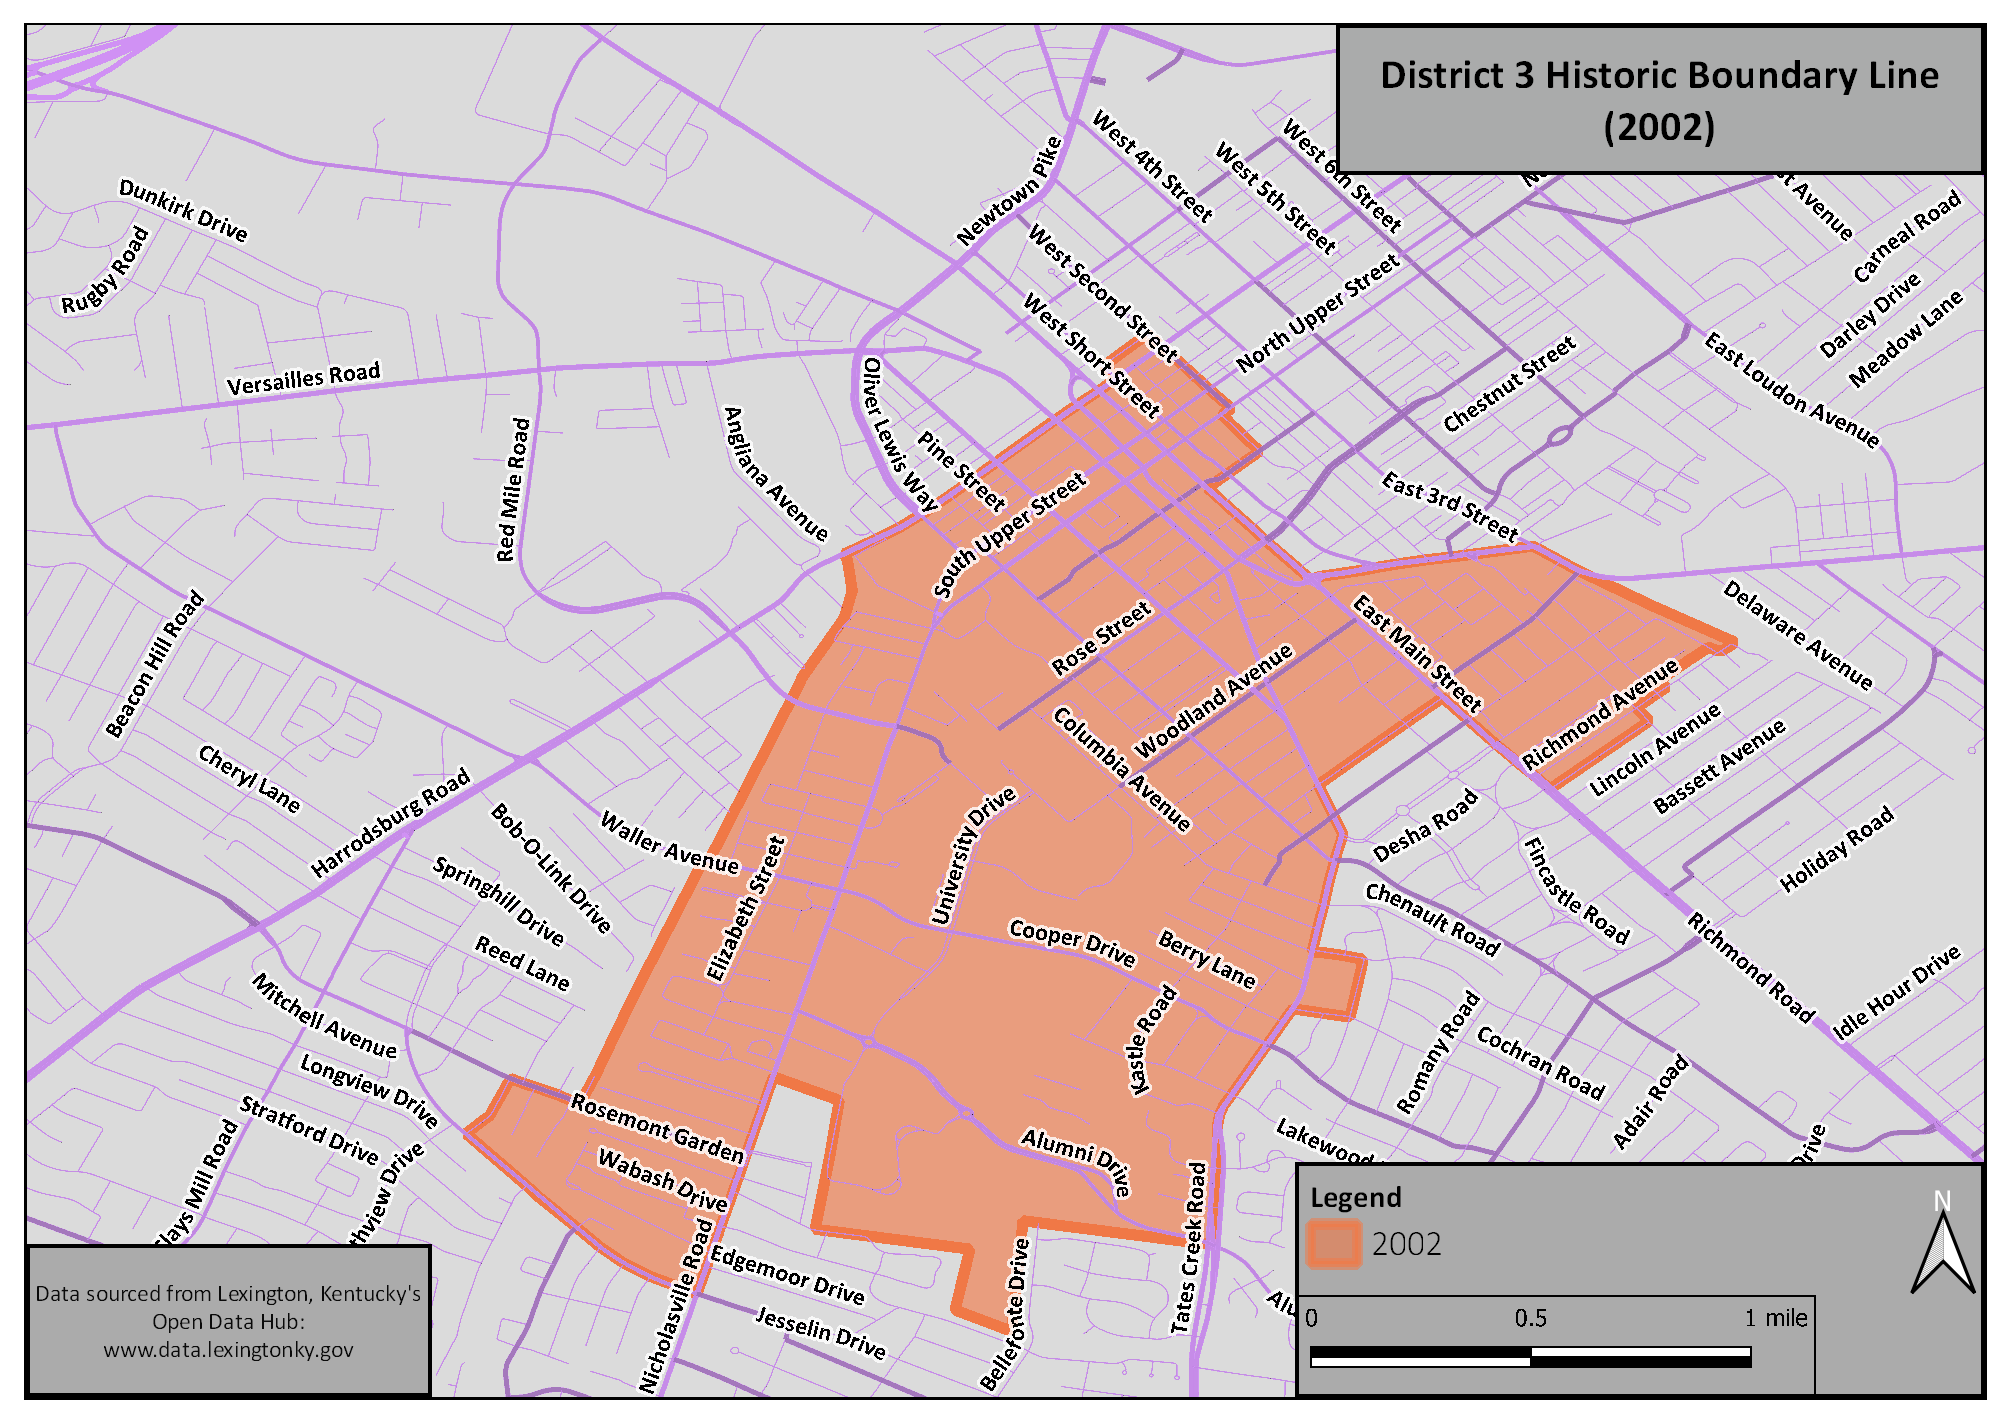 District 3 Historic Boundary Line
(2002)
West 4th Street
West 5th Street
West 6th Street
Newtown Pike
Carneal Road
Avenue
Dunkirk Drive
Rugby Road
West Second Street
North Upper Street
Darley Drive
Meadow Lane
West Short Street
East Loudon Avenue
Chestnut Street
Versailles Road
Oliver Lewis Way
Angliana Avenue
Pine Street
Red Mile Road
South Upper Street
East 3rd Street
Beacon Hill Road
Rose Street
East Main Street
Delaware Avenue
Woodland Avenue
Richmond Avenue
Columbia Avenue
Lincoln Avenue
Bassett Avenue
Cheryl Lane
Harrodsburg Road
Bob-O-Link Drive
Waller Avenue
University Drive
Desha Road
Holiday Road
Elizabeth Street
Springhill Drive
Fincastle Road
Chenault Road
Reed Lane
Cooper Drive
Berry Lane
Richmond Road
Idle Hour Drive
Mitchell Avenue
Kastle Road
Romany Road
Cochran Road
Longview Drive
Adair Road
Stratford Drive
Rosemont Garden
Alumni Drive
Lakewood
Drive
Clays Mill Road
thview Drive
Wabash Drive
Tates Creek Road
Nicholasville Road
Edgemoor Drive
Bellefonte Drive
Jesselin Drive
Alu
Legend
2002
N
0 0.5 1 mile
Data sourced from Lexington, Kentucky's
Open Data Hub:
www.data.lexingtonky.gov